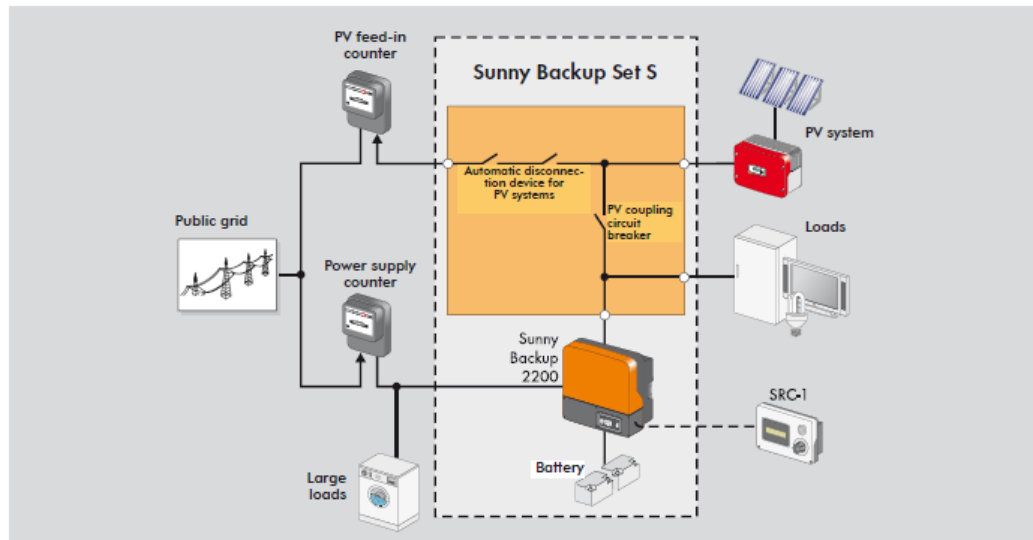 PV feed-in
counter
Sunny Backup Set S
PV system
Automatic disconnec-
tion device for
PV systems
PV coupling
circuit
breaker
Public grid
Loads
Power supply
counter
Sunny
Backup
2200
SRC-1
Battery
Large
loads